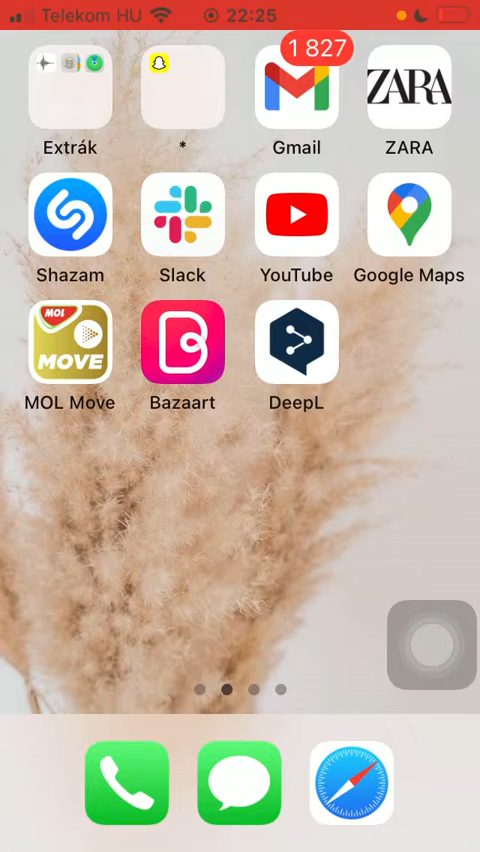 Telekom HU 22:25
1 827
Extrák * Gmail ZARA
ZARA
Shazam Slack YouTube Google Maps
MOL
MOVE
MOL Move Bazaart DeepL